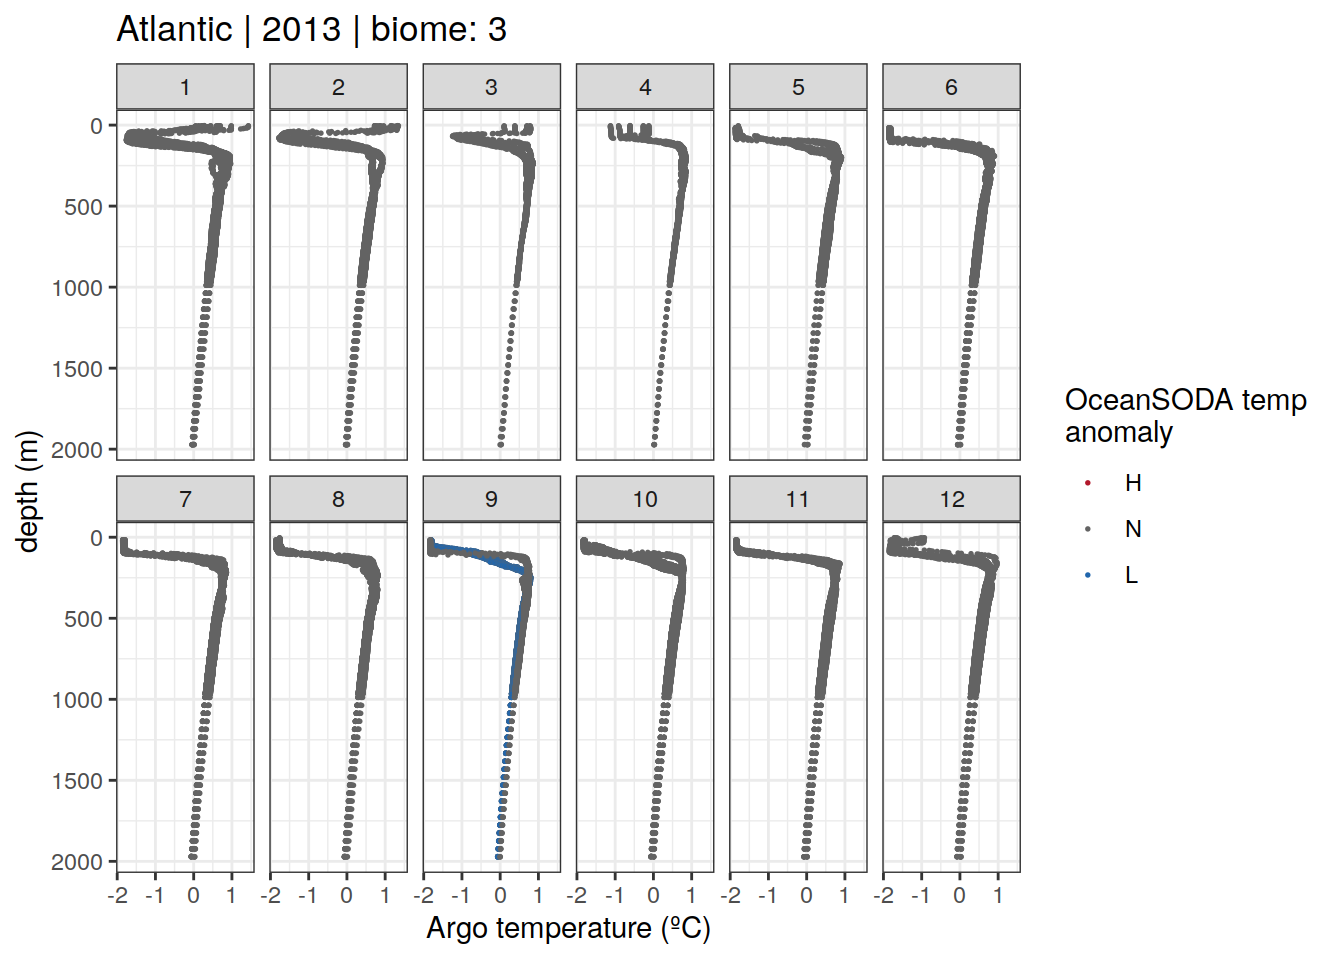 Atlantic | 2013 | biome: 3
1 2 3 4 5 6
0
500
1000
1500
2000
7 8 9 10 11 12
0
500
1000
1500
2000
-2 -1 0 1 -2 -1 0 1 -2 -1 0 1 -2 -1 0 1 -2 -1 0 1 -2 -1 0 1
depth (m)
Argo temperature (ºC)
OceanSODA temp
anomaly
H
N
L